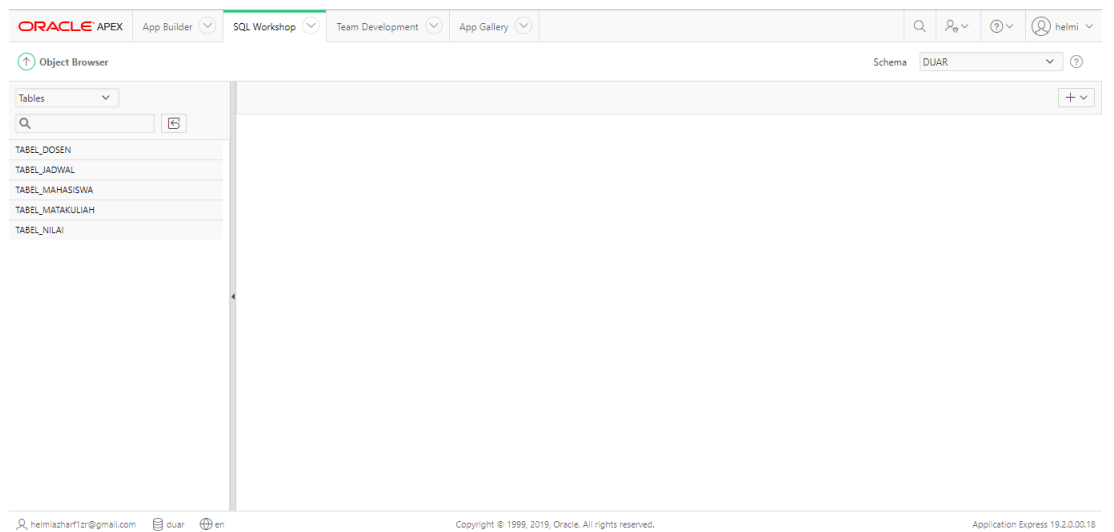 ORACLE APEX App Builder SQL Workshop Team Development App Gallery helmi
Object Browser Schema DUAR
Tables
TABEL_DOSEN
TABEL_JADWAL
TABEL_MAHASISWA
TABEL_MATAKULIAH
TABEL_NILAI
helmiazharf1zr@gmail.com duar en Copyright © 1999, 2019, Oracle. All rights reserved. Application Express 19.2.0.00.18